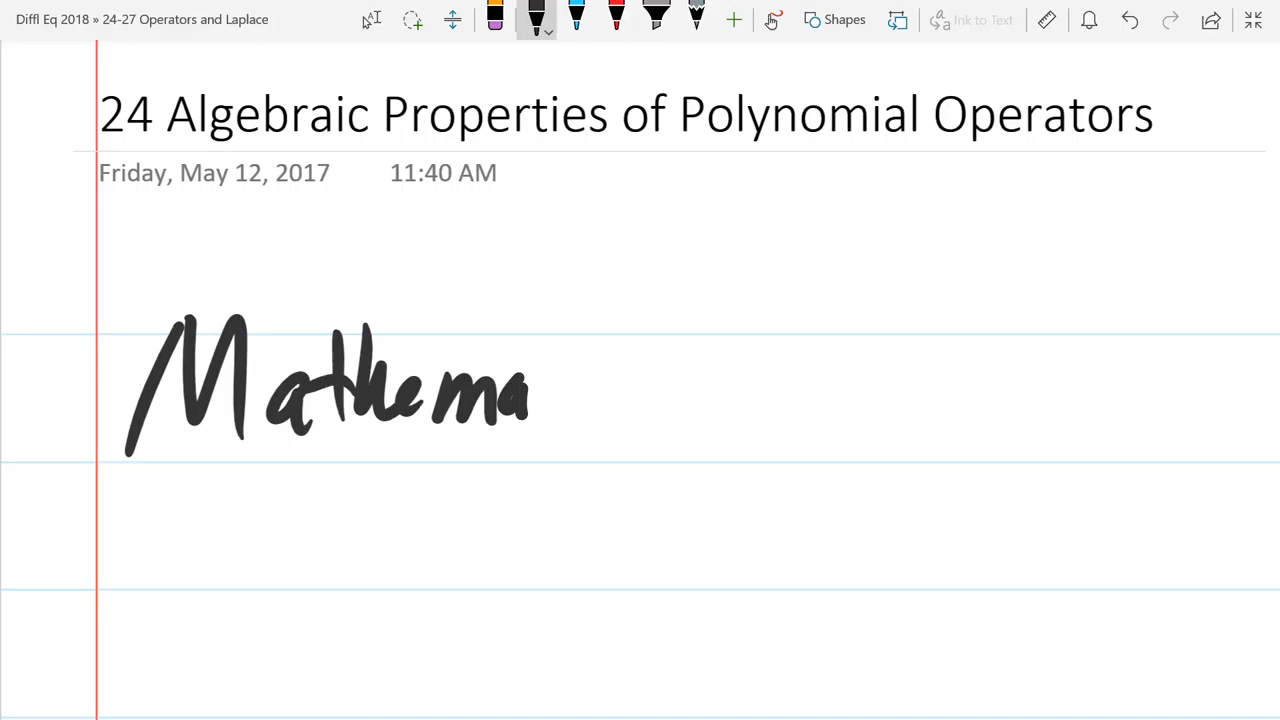 Diffl Eq 2018 » 24-27 Operators and Laplace
Shapes
Ink to Text
24 Algebraic Properties of Polynomial Operators
Friday, May 12, 2017 11:40 AM
Mathema